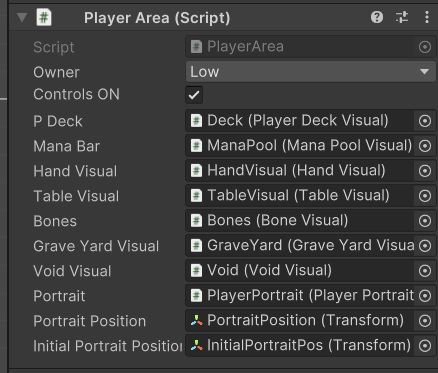 Player Area (Script)
Script PlayerArea
Owner Low
Controls ON
P Deck Deck (Player Deck Visual)
Mana Bar ManaPool (Mana Pool Visual)
Hand Visual HandVisual (Hand Visual)
Table Visual TableVisual (Table Visual)
Bones Bones (Bone Visual)
Grave Yard Visual GraveYard (Grave Yard Visua
Void Visual Void (Void Visual)
Portrait PlayerPortrait (Player Portrait
Portrait Position PortraitPosition (Transform)
Initial Portrait Position InitialPortraitPos (Transform)